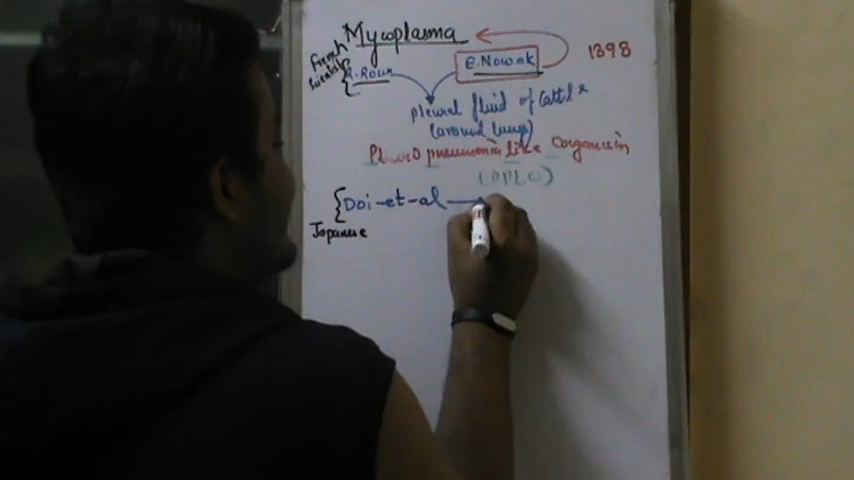 Mycoplasma
French Scientist { R. Roux E. Nowak 1898
pleural fluid of cattle
(around lungs)
Pleuro pneumonia like organism
(PPLO)
{ Doi-et-al
Japanese